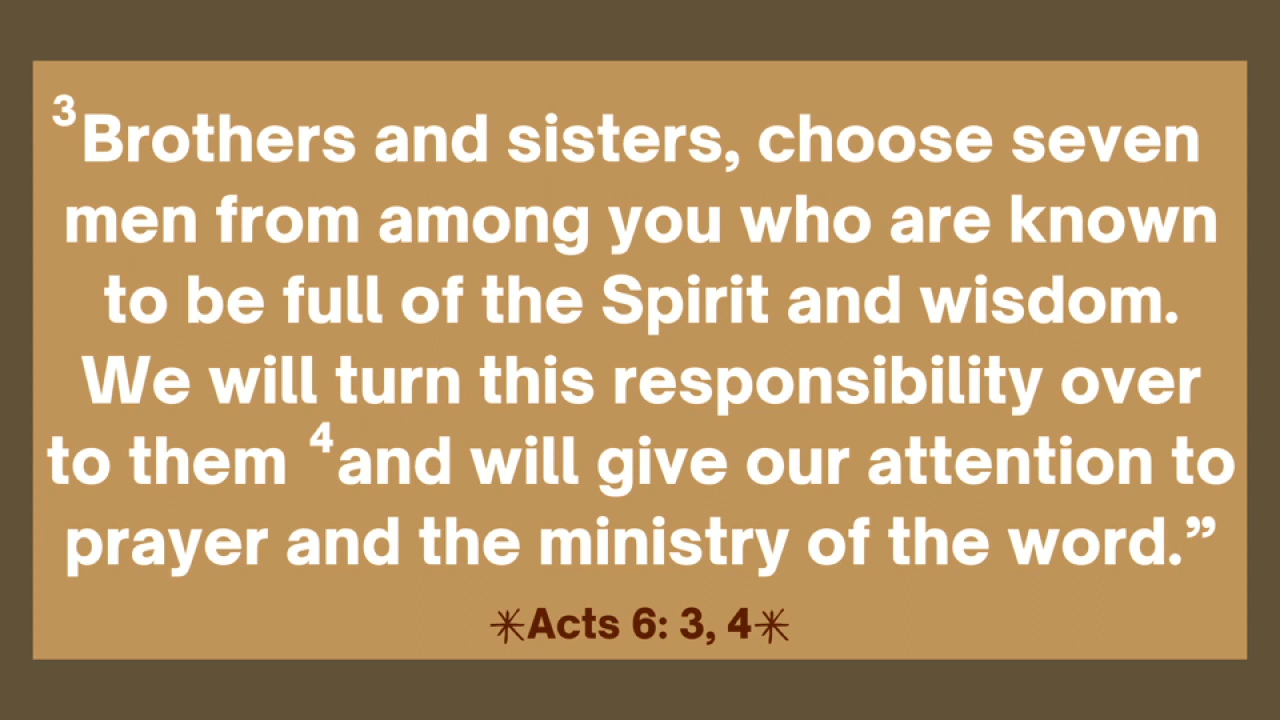 ³Brothers and sisters, choose seven
men from among you who are known
to be full of the Spirit and wisdom.
We will turn this responsibility over
to them ⁴and will give our attention to
prayer and the ministry of the word.”
✳Acts 6: 3, 4✳